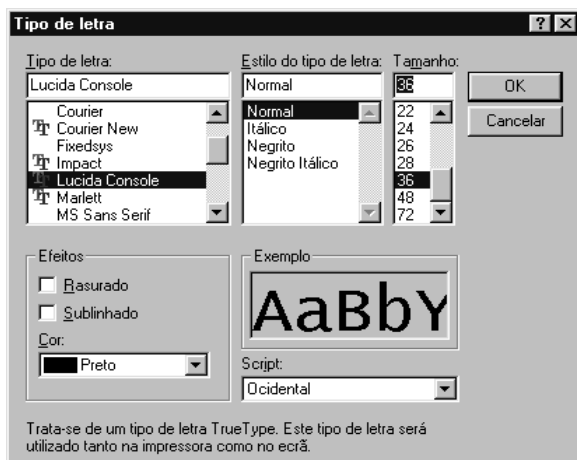 Tipo de letra
Tipo de letra:
Lucida Console
Courier
Courier New
Fixedsys
Impact
Lucida Console
Marlett
MS Sans Serif
Estilo do tipo de letra:
Normal
Normal
Itálico
Negrito
Negrito Itálico
Tamanho:
36
22
24
26
28
36
48
72
OK
Cancelar
Efeitos
Rasurado
Sublinhado
Cor:
Preto
Exemplo
AaBbY
Script:
Ocidental
Trata-se de um tipo de letra TrueType. Este tipo de letra será
utilizado tanto na impressora como no ecrã.